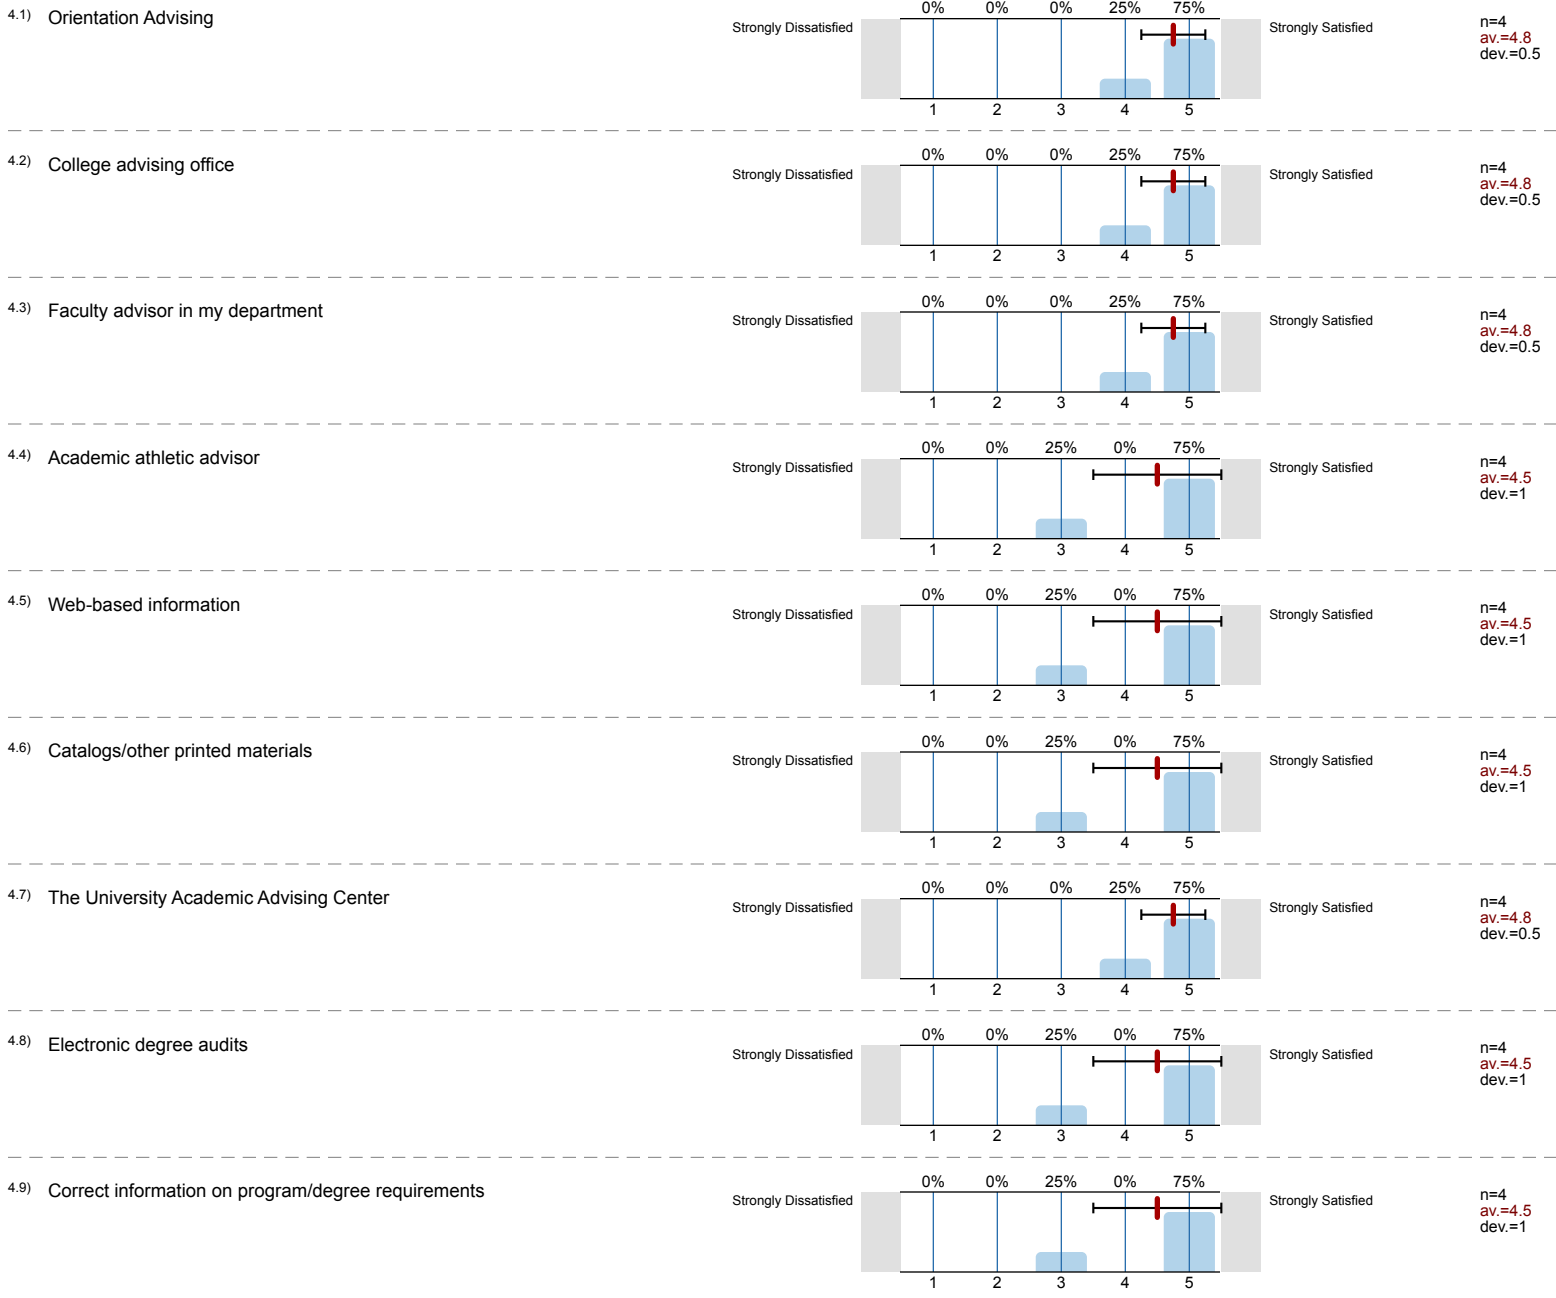 4.1) Orientation Advising
0% 0% 0% 25% 75%
Strongly Dissatisfied Strongly Satisfied
n=4
av.=4.8
dev.=0.5
1 2 3 4 5
4.2) College advising office
0% 0% 0% 25% 75%
Strongly Dissatisfied Strongly Satisfied
n=4
av.=4.8
dev.=0.5
1 2 3 4 5
4.3) Faculty advisor in my department
0% 0% 0% 25% 75%
Strongly Dissatisfied Strongly Satisfied
n=4
av.=4.8
dev.=0.5
1 2 3 4 5
4.4) Academic athletic advisor
0% 0% 25% 0% 75%
Strongly Dissatisfied Strongly Satisfied
n=4
av.=4.5
dev.=1
1 2 3 4 5
4.5) Web-based information
0% 0% 25% 0% 75%
Strongly Dissatisfied Strongly Satisfied
n=4
av.=4.5
dev.=1
1 2 3 4 5
4.6) Catalogs/other printed materials
0% 0% 25% 0% 75%
Strongly Dissatisfied Strongly Satisfied
n=4
av.=4.5
dev.=1
1 2 3 4 5
4.7) The University Academic Advising Center
0% 0% 0% 25% 75%
Strongly Dissatisfied Strongly Satisfied
n=4
av.=4.8
dev.=0.5
1 2 3 4 5
4.8) Electronic degree audits
0% 0% 25% 0% 75%
Strongly Dissatisfied Strongly Satisfied
n=4
av.=4.5
dev.=1
1 2 3 4 5
4.9) Correct information on program/degree requirements
0% 0% 25% 0% 75%
Strongly Dissatisfied Strongly Satisfied
n=4
av.=4.5
dev.=1
1 2 3 4 5